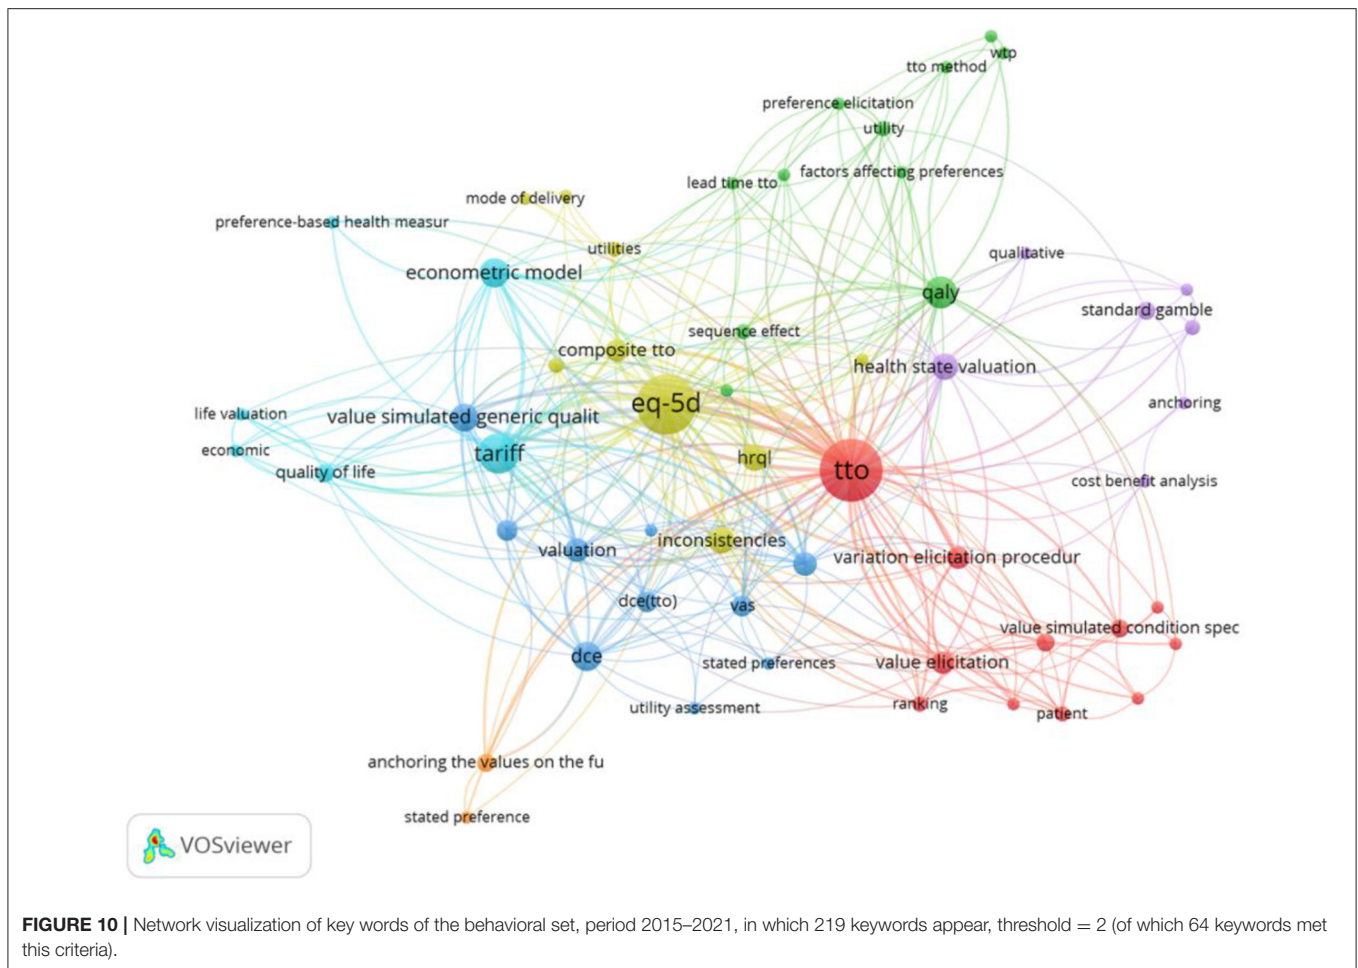 wtp
tto method
preference elicitation
utility
factors affecting preferences
lead time tto
mode of delivery
preference-based health measur
utilities
qualitative
econometric model
qaly
standard gamble
sequence effect
composite tto
health state valuation
eq-5d
anchoring
life valuation
value simulated generic qualit
economic
tariff
hrql
tto
quality of life
cost benefit analysis
inconsistencies
valuation
variation elicitation procedur
dce(tto)
vas
value simulated condition spec
dce
stated preferences
value elicitation
utility assessment
ranking
patient
anchoring the values on the fu
stated preference
VOSviewer
FIGURE 10 | Network visualization of key words of the behavioral set, period 2015–2021, in which 219 keywords appear, threshold = 2 (of which 64 keywords met
this criteria).